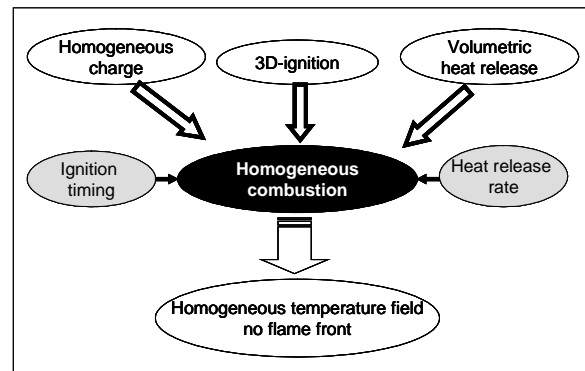 Homogeneous
charge
3D-ignition
Volumetric
heat release
Ignition
timing
Homogeneous
combustion
Heat release
rate
Homogeneous temperature field
no flame front